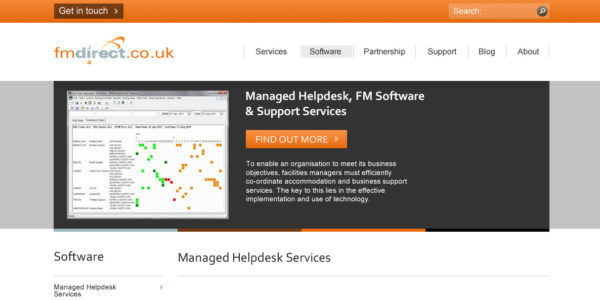 Get in touch
Search:
fmdirect.co.uk
Services
Software
Partnership
Support
Blog
About
Managed Helpdesk, FM Software
& Support Services
FIND OUT MORE
To enable an organisation to meet its business
objectives, facilities managers must efficiently
co-ordinate accommodation and business support
services. The key to this lies in the effective
implementation and use of technology.
Software
Managed Helpdesk Services
Managed Helpdesk
Services